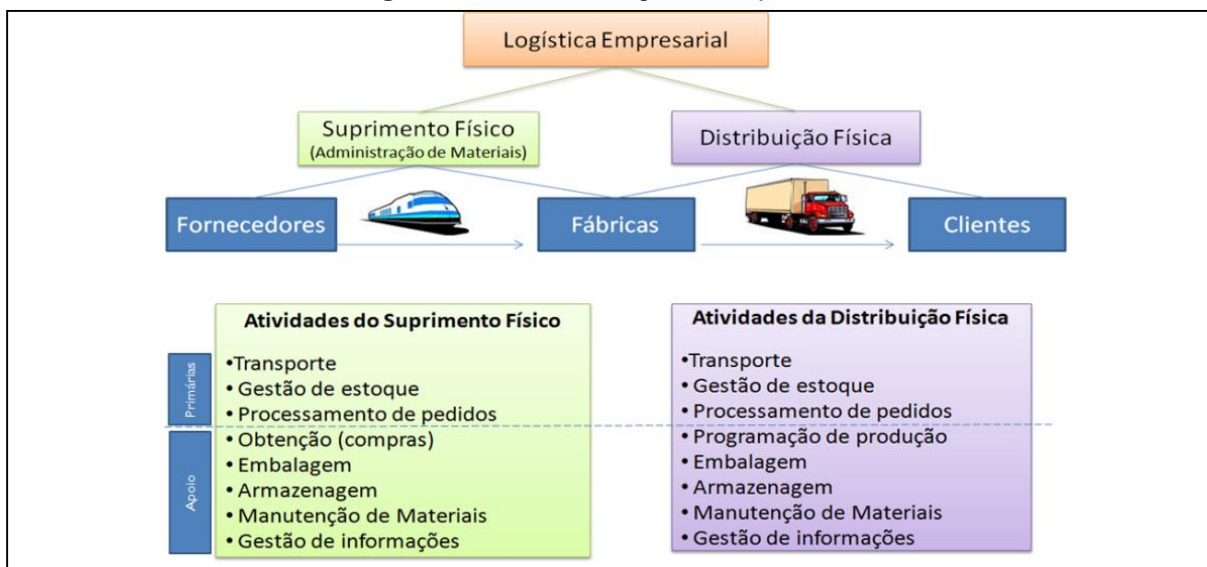 Logística Empresarial
Suprimento Físico
(Administração de Materiais)
Distribuição Física
Fornecedores
Fábricas
Clientes
Atividades do Suprimento Físico
Primárias
•Transporte
• Gestão de estoque
• Processamento de pedidos
Apoio
• Obtenção (compras)
• Embalagem
• Armazenagem
• Manutenção de Materiais
• Gestão de informações
Atividades da Distribuição Física
•Transporte
• Gestão de estoque
• Processamento de pedidos
• Programação de produção
• Embalagem
• Armazenagem
• Manutenção de Materiais
• Gestão de informações